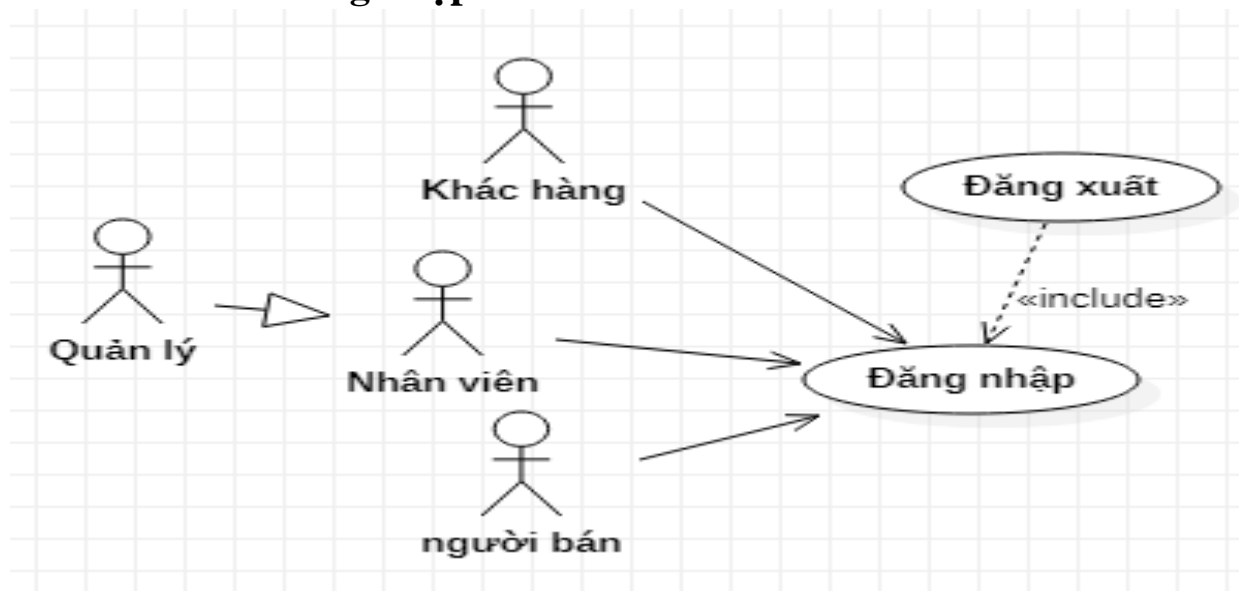 Khác hàng
Đăng xuất
«include»
Quản lý
Nhân viên
Đăng nhập
người bán